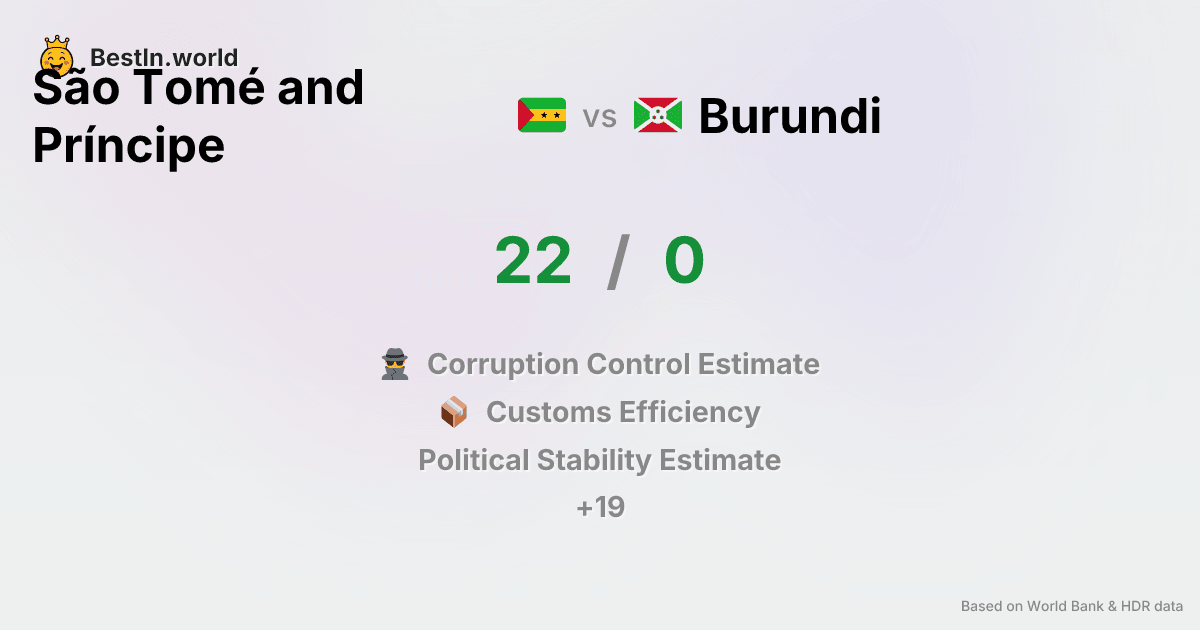 BestIn.world
São Tomé and
Príncipe
vs
Burundi
22 / 0
Corruption Control Estimate
Customs Efficiency
Political Stability Estimate
+19
Based on World Bank & HDR data